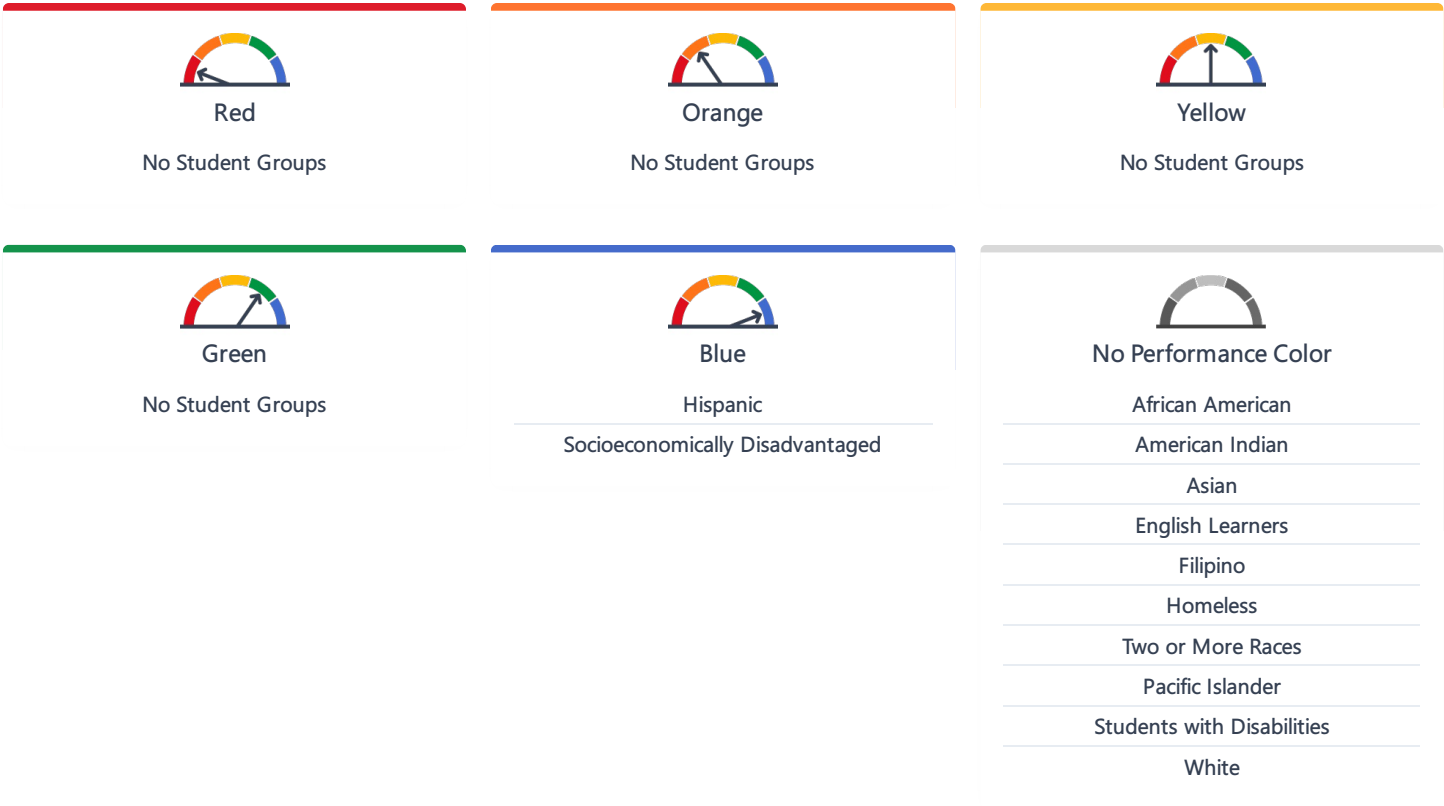 Red
No Student Groups
Orange
No Student Groups
Yellow
No Student Groups
Green
No Student Groups
Blue
Hispanic
Socioeconomically Disadvantaged
No Performance Color
African American
American Indian
Asian
English Learners
Filipino
Homeless
Two or More Races
Pacific Islander
Students with Disabilities
White